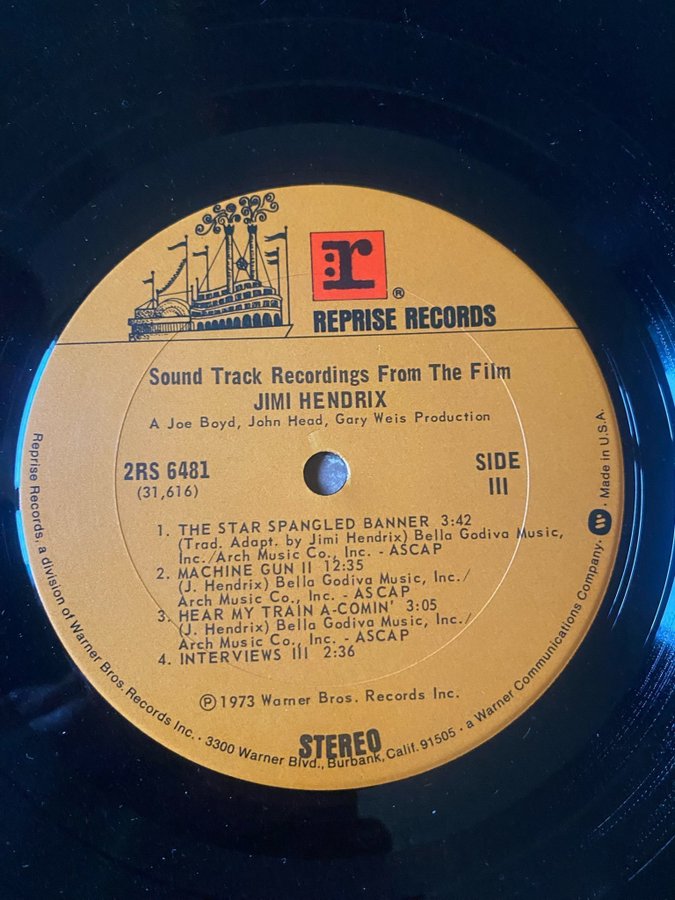 r ®
REPRISE RECORDS
Sound Track Recordings From The Film
JIMI HENDRIX
A Joe Boyd, John Head, Gary Weis Production
2RS 6481
(31,616)
SIDE
III
1. THE STAR SPANGLED BANNER 3:42
(Trad. Adapt. by Jimi Hendrix) Bella Godiva Music,
Inc./Arch Music Co., Inc. - ASCAP
2. MACHINE GUN II 12:35
(J. Hendrix) Bella Godiva Music, Inc./
Arch Music Co., Inc. - ASCAP
3. HEAR MY TRAIN A-COMIN' 3:05
(J. Hendrix) Bella Godiva Music, Inc./
Arch Music Co., Inc. - ASCAP
4. INTERVIEWS III 2:36
℗ 1973 Warner Bros. Records Inc.
STEREO
Reprise Records, a division of Warner Bros. Records Inc. · 3300 Warner Blvd., Burbank, Calif. 91505 · a Warner Communications Company. W · Made in U.S.A.